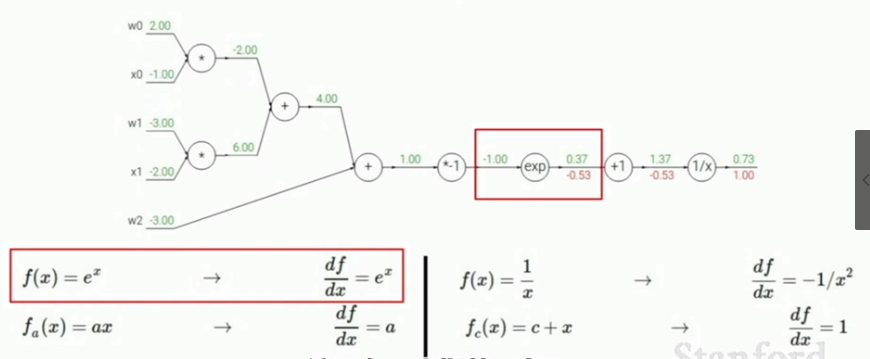 w0 2.00
-2.00
x0 -1.00
*
4.00
+
w1 -3.00
6.00
*
x1 -2.00
+ 1.00 *-1 -1.00 exp 0.37 +1 1.37 1/x 0.73
-0.53 -0.53 1.00
w2 -3.00
f(x) = e^x → df/dx = e^x
f(x) = 1/x → df/dx = -1/x²
fₐ(x) = ax → df/dx = a
f_c(x) = c + x → df/dx = 1
Stanford